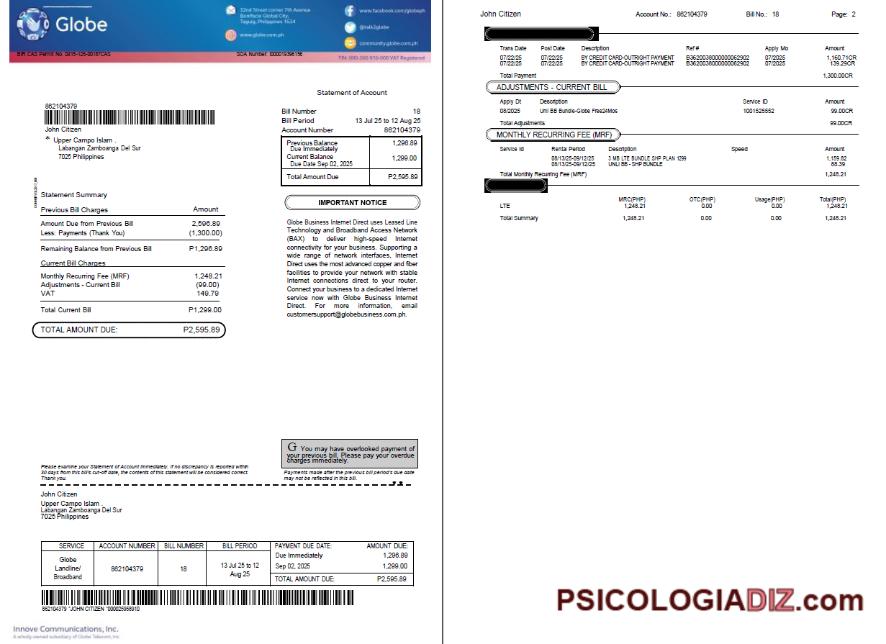 Globe
32nd Street corner 7th Avenue
Bonifacio Global City,
Taguig, Philippines 1634
www.globe.com.ph
www.facebook.com/globeph
@talk2globe
community.globe.com.ph
Statement of Account
862104379
John Citizen
Upper Campo Islam ,
Labangan Zamboanga Del Sur
7025 Philippines
Bill Number 18
Bill Period 13 Jul 25 to 12 Aug 25
Account Number 862104379
Previous Balance 1,296.89
Due Immediately
Current Balance 1,299.00
Due Date Sep 02, 2025
Total Amount Due P2,595.89
Statement Summary
Previous Bill Charges Amount
Amount Due from Previous Bill 2,596.89
Less: Payments (Thank You) (1,300.00)
Remaining Balance from Previous Bill P1,296.89
Current Bill Charges
Monthly Recurring Fee (MRF) 1,248.21
Adjustments - Current Bill (99.00)
VAT 149.79
Total Current Bill P1,299.00
TOTAL AMOUNT DUE: P2,595.89
IMPORTANT NOTICE
Globe Business Internet Direct uses Leased Line
Technology and Broadband Access Network
(BAX) to deliver high-speed Internet
connectivity for your business. Supporting a
wide range of network interfaces, Internet
Direct uses the most advanced copper and fiber
facilities to provide your network with stable
Internet connections direct to your router.
Connect your business to a dedicated Internet
service now with Globe Business Internet
Direct. For more information, email
customersupport@globebusiness.com.ph.
G You may have overlooked payment of
your previous bill. Please pay your overdue
charges immediately.
Please examine your Statement of Account immediately. If no discrepancy is reported within
30 days from this bill's cut-off date, the contents of this statement will be considered correct.
Thank you.
Payments made after the previous bill period's due date
may not be reflected in this bill.
John Citizen
Upper Campo Islam ,
Labangan Zamboanga Del Sur
7025 Philippines
SERVICE ACCOUNT NUMBER BILL NUMBER BILL PERIOD PAYMENT DUE DATE: AMOUNT DUE:
Globe Landline/ Broadband 862104379 18 13 Jul 25 to 12 Aug 25 Due Immediately 1,296.89
Sep 02, 2025 1,299.00
TOTAL AMOUNT DUE: P2,595.89
Innove Communications, Inc.
A wholly-owned subsidiary of Globe Telecom, Inc.
John Citizen Account No.: 862104379 Bill No.: 18 Page: 2
Trans Date Post Date Description Ref # Apply Mo Amount
07/22/25 07/22/25 BY CREDIT CARD-OUTRIGHT PAYMENT B3620038000000062902 07/2025 1,160.71CR
07/22/25 07/22/25 BY CREDIT CARD-OUTRIGHT PAYMENT B3620038000000062902 07/2025 139.29CR
Total Payment 1,300.00CR
ADJUSTMENTS - CURRENT BILL
Apply Dt Description Service ID Amount
08/2025 Unli BB Bundle-Globe Free24Mos 1001525552 99.00CR
Total Adjustments 99.00CR
MONTHLY RECURRING FEE (MRF)
Service Id Rental Period Description Speed Amount
08/13/25-09/12/25 3 MB LTE BUNDLE SHP PLAN 1299 1,159.82
08/13/25-09/12/25 UNLI BB - SHP BUNDLE 88.39
Total Monthly Recurring Fee (MRF) 1,248.21
MRC(PHP) OTC(PHP) Usage(PHP) Total(PHP)
LTE 1,248.21 0.00 0.00 1,248.21
Total Summary 1,248.21 0.00 0.00 1,248.21
PSICOLOGIADIZ.com